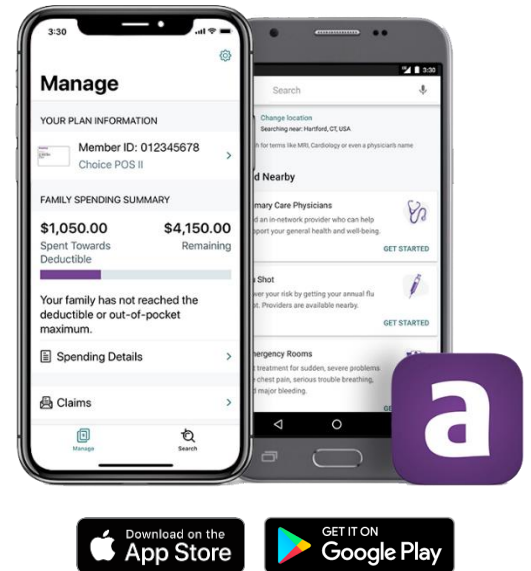 3:30
Manage
YOUR PLAN INFORMATION
Member ID: 012345678
Choice POS II
FAMILY SPENDING SUMMARY
$1,050.00 $4,150.00
Spent Towards Remaining
Deductible
Your family has not reached the
deductible or out-of-pocket
maximum.
Spending Details
Claims
Manage Search
3:30
Search
Change location
Searching near: Hartford, CT, USA
for terms like MRI, Cardiology or even a physician's name
Nearby
Care Physicians
an in-network provider who can help
your general health and well-being.
GET STARTED
Shot
your risk by getting your annual flu
Providers are available nearby.
GET STARTED
Rooms
treatment for sudden, severe problems
chest pain, serious trouble breathing,
major bleeding.
a
Download on the
App Store
GET IT ON
Google Play